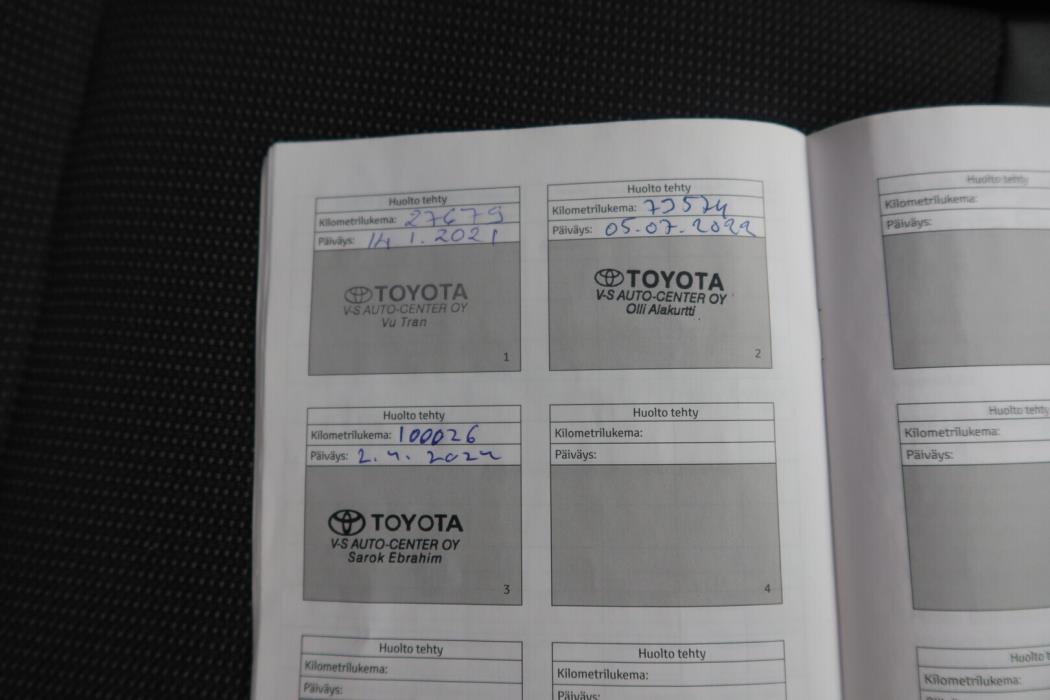 Huolto tehty
Kilometrilukema: 27679
Päiväys: 14 1.2021
TOYOTA
V-S AUTO-CENTER OY
Vu Tran
1
Huolto tehty
Kilometrilukema: 73574
Päiväys: 05.07.2022
TOYOTA
V-S AUTO-CENTER OY
Olli Alakurtti
2
Huolto tehty
Kilometrilukema:
Päiväys:
Huolto tehty
Kilometrilukema: 100026
Päiväys: 2.4.2024
TOYOTA
V-S AUTO-CENTER OY
Sarok Ebrahim
3
Huolto tehty
Kilometrilukema:
Päiväys:
4
Huolto tehty
Kilometrilukema:
Päiväys:
Huolto tehty
Kilometrilukema:
Päiväys:
Huolto tehty
Kilometrilukema:
Päiväys:
Huolto
Kilometrilukema: